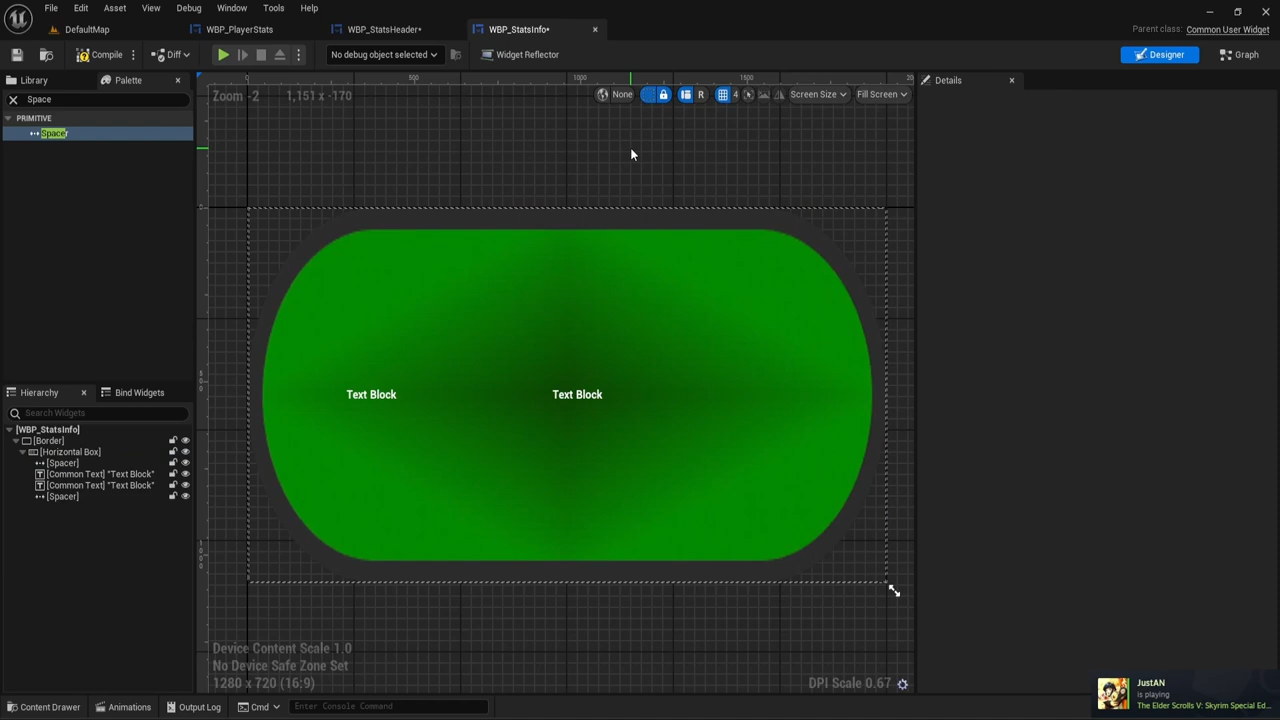 File Edit Asset View Debug Window Tools Help
DefaultMap WBP_PlayerStats WBP_StatsHeader* WBP_StatsInfo* Parent class: Common User Widget
Compile Diff No debug object selected Widget Reflector Designer Graph
Library Palette Details
Space
PRIMITIVE
Spacer
0 500 1000 1500 20
Zoom -2 1,151 x -170 None R 4 Screen Size Fill Screen
Text Block Text Block
Hierarchy Bind Widgets
Search Widgets
[WBP_StatsInfo]
[Border]
[Horizontal Box]
[Spacer]
[Common Text] "Text Block"
[Common Text] "Text Block"
[Spacer]
Device Content Scale 1.0
No Device Safe Zone Set
1280 x 720 (16:9) DPI Scale 0.67
Content Drawer Animations Output Log Cmd Enter Console Command
JustAN
is playing
The Elder Scrolls V: Skyrim Special Ed...